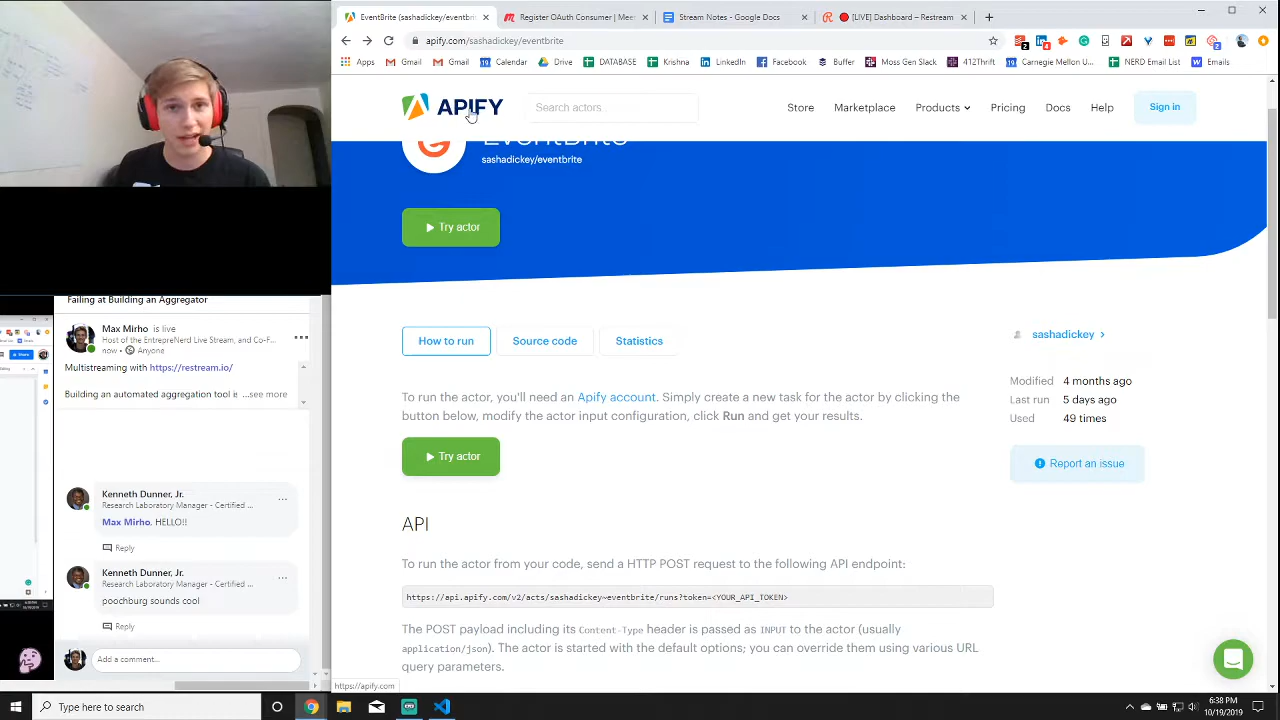 EventBrite (sashadickey/eventbri
Register OAuth Consumer | Mee
Stream Notes - Google Docs
[LIVE] Dashboard – Restream
apify.com/sashadickey/eventbrite
Apps
Gmail
Gmail
Calendar
Drive
DATABASE
Krishna
LinkedIn
Facebook
Buffer
Moss Gen Slack
412Thrift
Carnegie Mellon U...
NERD Email List
Emails
APIFY
Search actors
Store
Marketplace
Products
Pricing
Docs
Help
Sign in
EventBrite
sashadickey/eventbrite
Try actor
How to run
Source code
Statistics
sashadickey
Modified 4 months ago
Last run 5 days ago
Used 49 times
Report an issue
To run the actor, you'll need an Apify account. Simply create a new task for the actor by clicking the
button below, modify the actor input configuration, click Run and get your results.
Try actor
API
To run the actor from your code, send a HTTP POST request to the following API endpoint:
https://api.apify.com/v2/acts/sashadickey~eventbrite/runs?token=<YOUR_API_TOKEN>
The POST payload including its Content-Type header is passed as INPUT to the actor (usually
application/json). The actor is started with the default options; you can override them using various URL
query parameters.
https://apify.com
Failing at Building an Aggregator
Max Mirho is live
Host of the EntrepreNerd Live Stream, and Co-F...
now • Anyone
Multistreaming with https://restream.io/
Building an automated aggregation tool is ...see more
Kenneth Dunner, Jr.
Research Laboratory Manager - Certified ...
Max Mirho, HELLO!!
Reply
Kenneth Dunner, Jr.
Research Laboratory Manager - Certified ...
poochburg sounds cool
Reply
Add a comment...
Type here to search
6:38 PM
10/19/2019